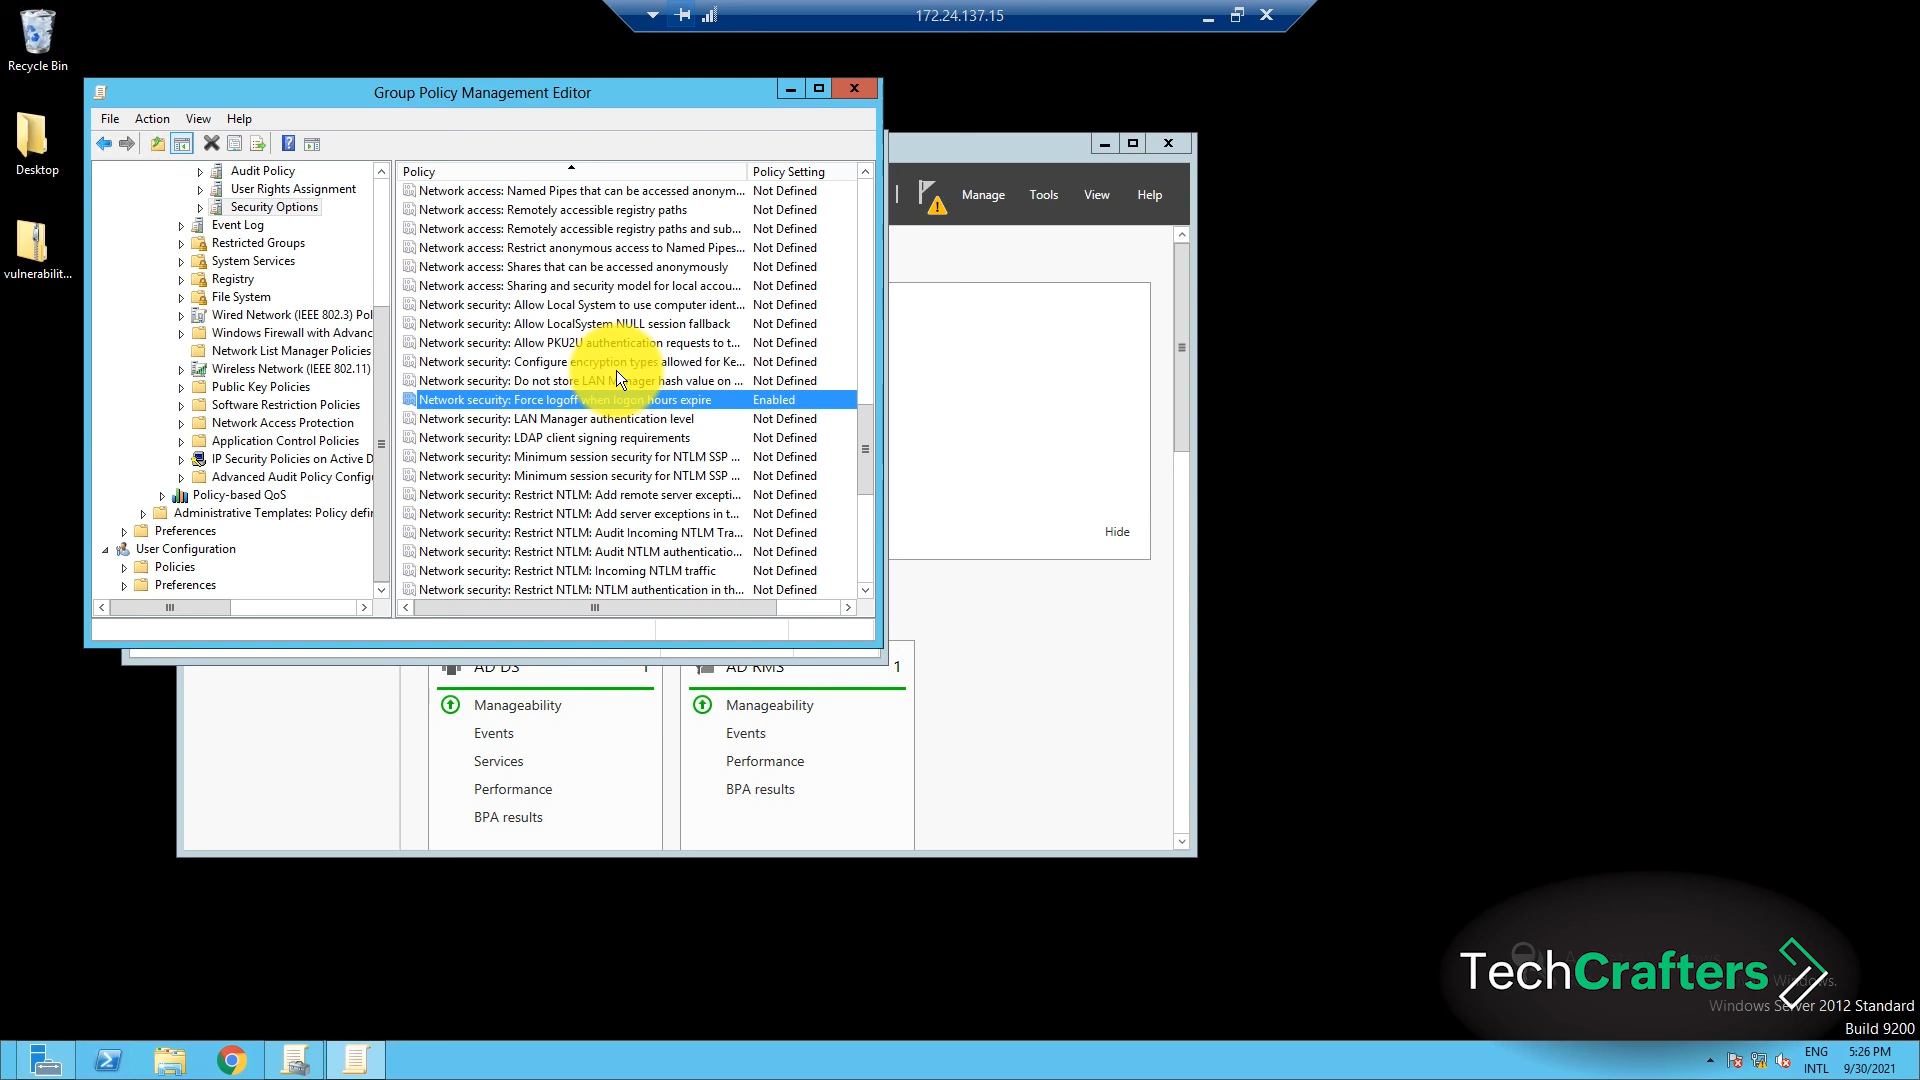 172.24.137.15
Recycle Bin
Desktop
vulnerabilit...
Group Policy Management Editor
File Action View Help
Audit Policy
User Rights Assignment
Security Options
Event Log
Restricted Groups
System Services
Registry
File System
Wired Network (IEEE 802.3) Pol
Windows Firewall with Advanc
Network List Manager Policies
Wireless Network (IEEE 802.11)
Public Key Policies
Software Restriction Policies
Network Access Protection
Application Control Policies
IP Security Policies on Active D
Advanced Audit Policy Configu
Policy-based QoS
Administrative Templates: Policy defin
Preferences
User Configuration
Policies
Preferences
Policy Policy Setting
Network access: Named Pipes that can be accessed anonym... Not Defined
Network access: Remotely accessible registry paths Not Defined
Network access: Remotely accessible registry paths and sub... Not Defined
Network access: Restrict anonymous access to Named Pipes... Not Defined
Network access: Shares that can be accessed anonymously Not Defined
Network access: Sharing and security model for local accou... Not Defined
Network security: Allow Local System to use computer ident... Not Defined
Network security: Allow LocalSystem NULL session fallback Not Defined
Network security: Allow PKU2U authentication requests to t... Not Defined
Network security: Configure encryption types allowed for Ke... Not Defined
Network security: Do not store LAN Manager hash value on ... Not Defined
Network security: Force logoff when logon hours expire Enabled
Network security: LAN Manager authentication level Not Defined
Network security: LDAP client signing requirements Not Defined
Network security: Minimum session security for NTLM SSP ... Not Defined
Network security: Minimum session security for NTLM SSP ... Not Defined
Network security: Restrict NTLM: Add remote server excepti... Not Defined
Network security: Restrict NTLM: Add server exceptions in t... Not Defined
Network security: Restrict NTLM: Audit Incoming NTLM Tra... Not Defined
Network security: Restrict NTLM: Audit NTLM authenticatio... Not Defined
Network security: Restrict NTLM: Incoming NTLM traffic Not Defined
Network security: Restrict NTLM: NTLM authentication in th... Not Defined
Manage Tools View Help
Hide
AD DS 1
Manageability
Events
Services
Performance
BPA results
AD RMS 1
Manageability
Events
Performance
BPA results
TechCrafters
Windows Server 2012 Standard
Build 9200
ENG
INTL
5:26 PM
9/30/2021